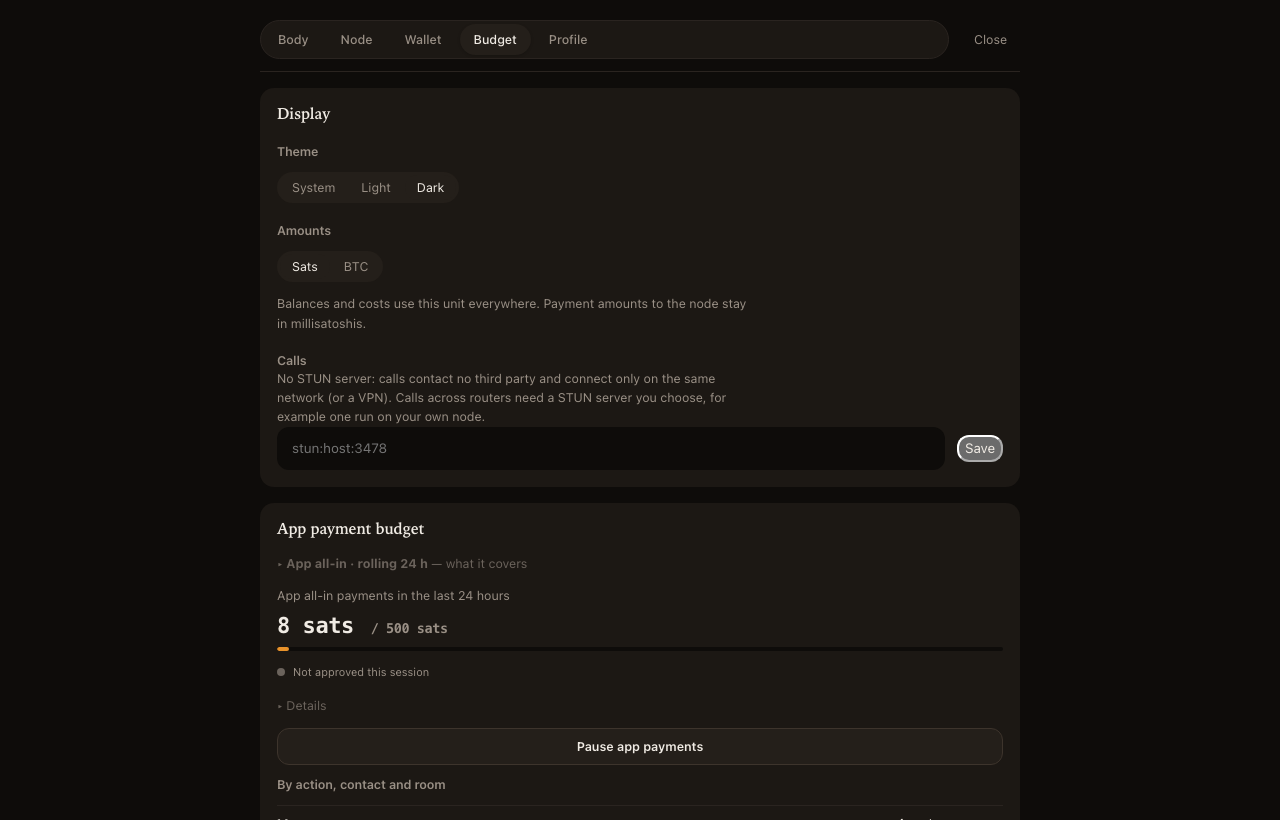 Body Node Wallet Budget Profile Close
Display
Theme
System Light Dark
Amounts
Sats BTC
Balances and costs use this unit everywhere. Payment amounts to the node stay
in millisatoshis.
Calls
No STUN server: calls contact no third party and connect only on the same
network (or a VPN). Calls across routers need a STUN server you choose, for
example one run on your own node.
stun:host:3478 Save
App payment budget
‣ App all-in · rolling 24 h — what it covers
App all-in payments in the last 24 hours
8 sats / 500 sats
Not approved this session
‣ Details
Pause app payments
By action, contact and room